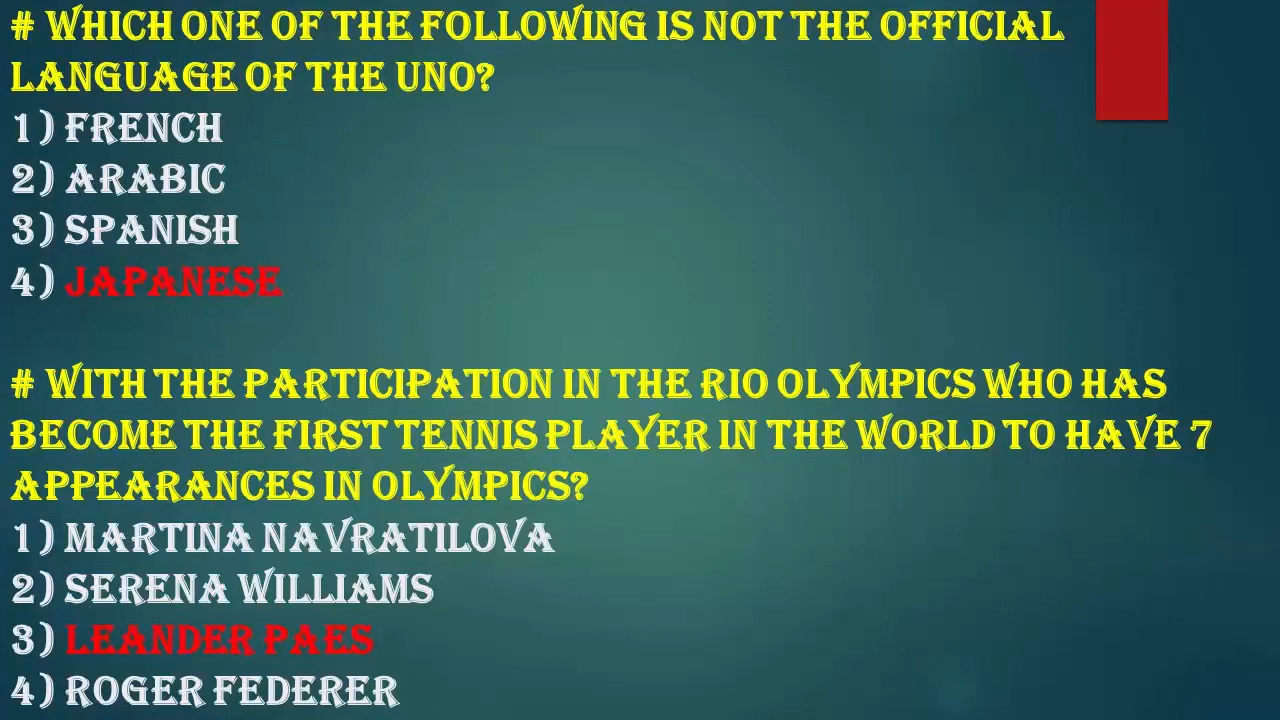 # WHICH ONE OF THE FOLLOWING IS NOT THE OFFICIAL
LANGUAGE OF THE UNO?
1) FRENCH
2) ARABIC
3) SPANISH
4) JAPANESE
# WITH THE PARTICIPATION IN THE RIO OLYMPICS WHO HAS
BECOME THE FIRST TENNIS PLAYER IN THE WORLD TO HAVE 7
APPEARANCES IN OLYMPICS?
1) MARTINA NAVRATILOVA
2) SERENA WILLIAMS
3) LEANDER PAES
4) ROGER FEDERER